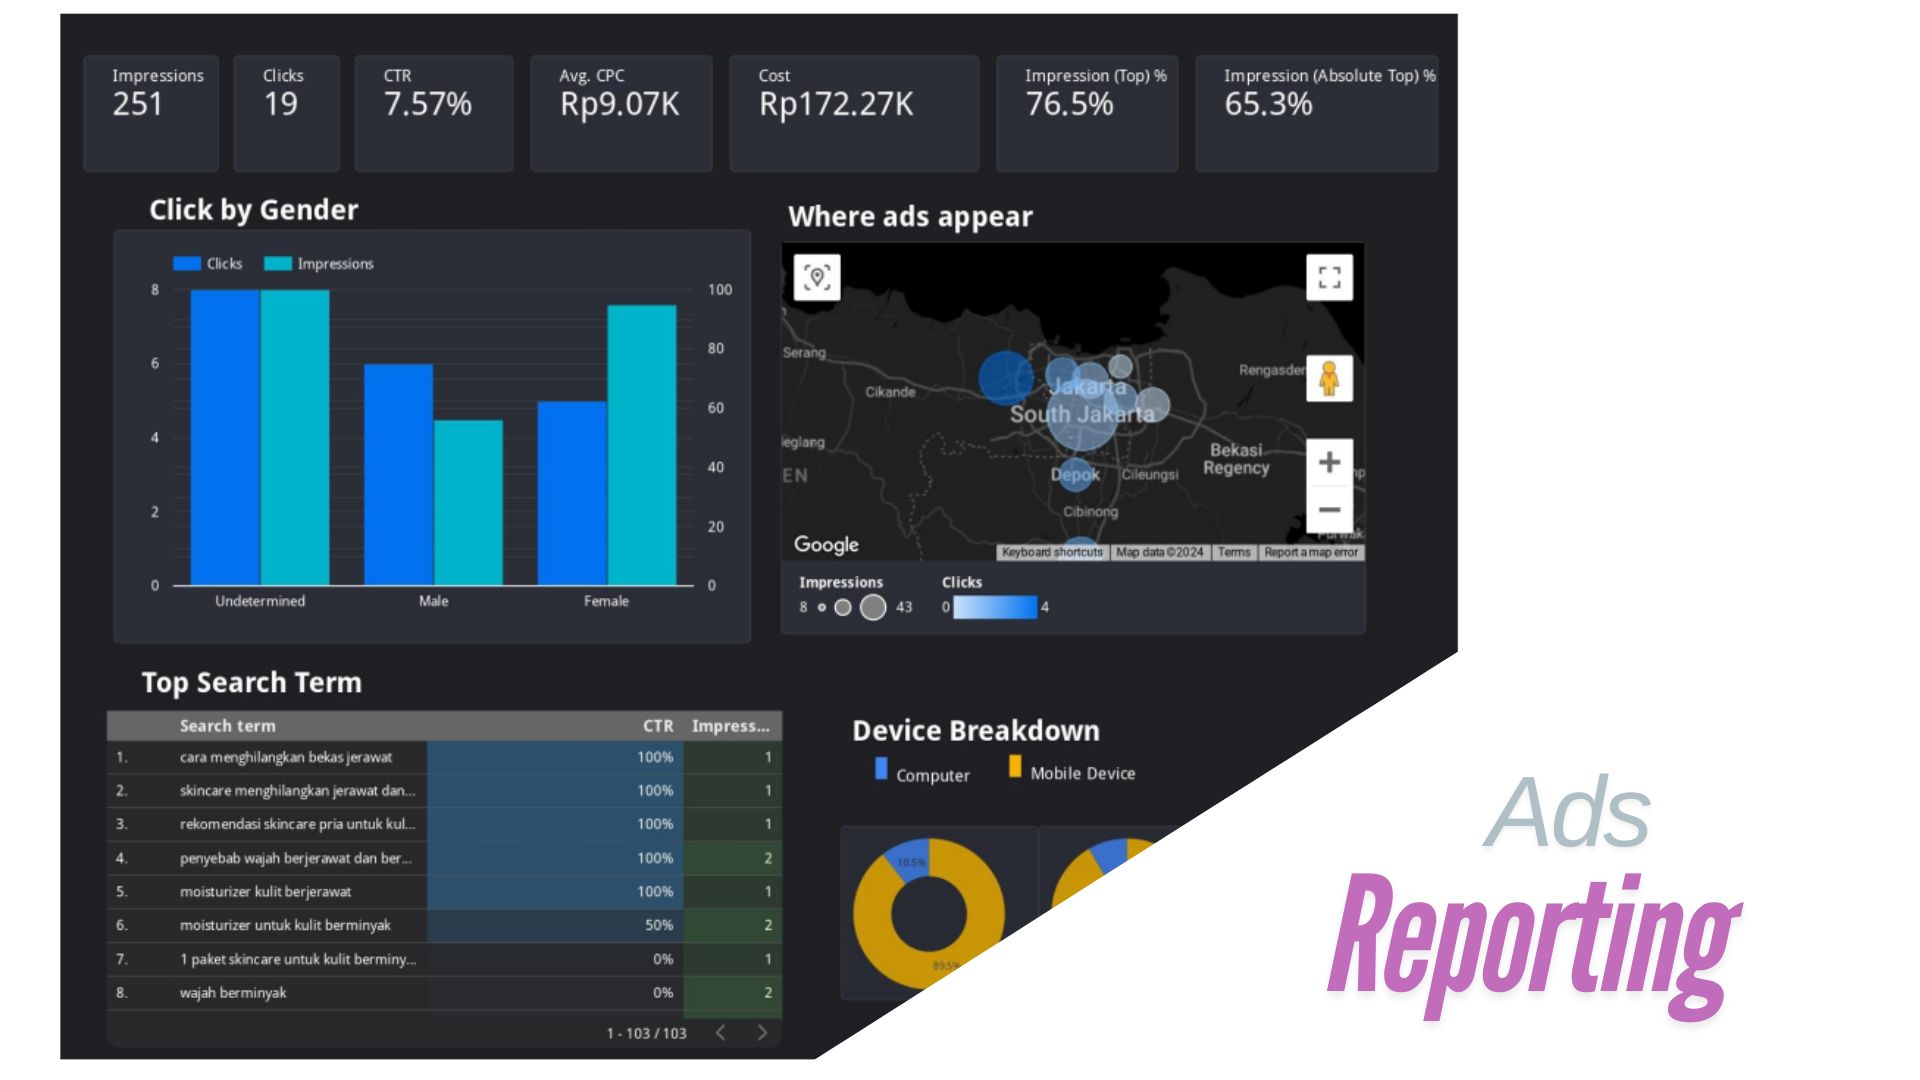 Impressions
251
Clicks
19
CTR
7.57%
Avg. CPC
Rp9.07K
Cost
Rp172.27K
Impression (Top) %
76.5%
Impression (Absolute Top) %
65.3%
Click by Gender
Clicks Impressions
8
6
4
2
0
100
80
60
40
20
0
Undetermined Male Female
Where ads appear
Serang
Cikande
Jakarta
South Jakarta
Rengasder
eglang
EN
Bekasi
Regency
Depok
Cileungsi
Cibinong
Google
Keyboard shortcuts Map data ©2024 Terms Report a map error
Impressions
8 43
Clicks
0 4
Top Search Term
Search term CTR Impress...
1. cara menghilangkan bekas jerawat 100% 1
2. skincare menghilangkan jerawat dan... 100% 1
3. rekomendasi skincare pria untuk kul... 100% 1
4. penyebab wajah berjerawat dan ber... 100% 2
5. moisturizer kulit berjerawat 100% 1
6. moisturizer untuk kulit berminyak 50% 2
7. 1 paket skincare untuk kulit berminy... 0% 1
8. wajah berminyak 0% 2
1 - 103 / 103
Device Breakdown
Computer Mobile Device
10.5%
89.5%
Ads
Reporting